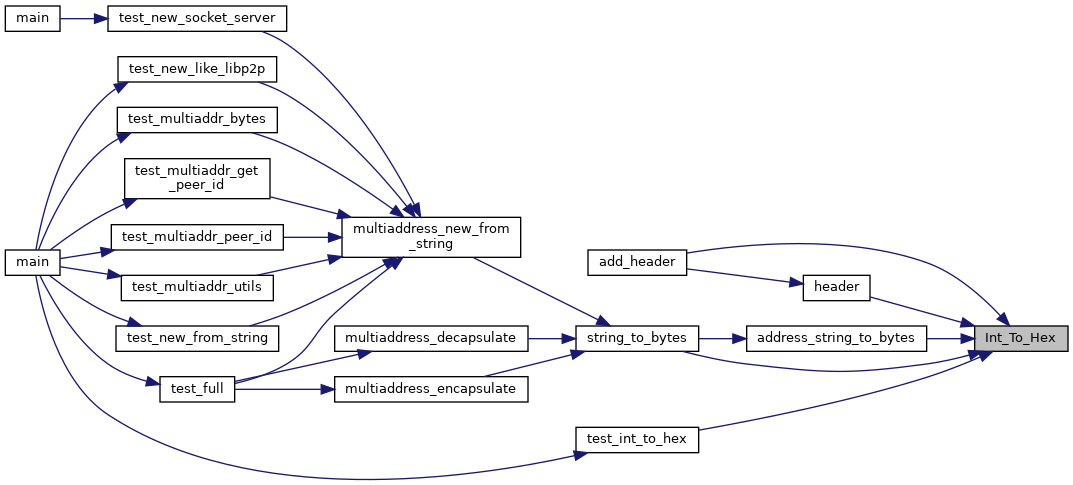 main
test_new_socket_server
test_new_like_libp2p
test_multiaddr_bytes
test_multiaddr_get
_peer_id
test_multiaddr_peer_id
multiaddress_new_from
_string
main
test_multiaddr_utils
add_header
header
test_new_from_string
multiaddress_decapsulate
string_to_bytes
address_string_to_bytes
Int_To_Hex
test_full
multiaddress_encapsulate
test_int_to_hex